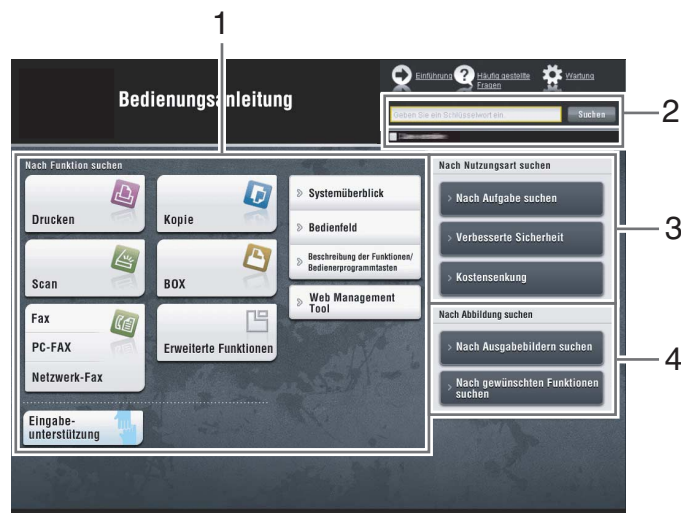 1
Bedienungsanleitung
Einführung
Häufig gestellte
Fragen
Wartung
Geben Sie ein Schlüsselwort ein.
Suchen
2
Nach Funktion suchen
Drucken
Kopie
Scan
BOX
Fax
PC-FAX
Netzwerk-Fax
Erweiterte Funktionen
Eingabe-
unterstützung
Systemüberblick
Bedienfeld
Beschreibung der Funktionen/
Bedienerprogrammtasten
Web Management
Tool
Nach Nutzungsart suchen
Nach Aufgabe suchen
Verbesserte Sicherheit
Kostensenkung
3
Nach Abbildung suchen
Nach Ausgabebildern suchen
Nach gewünschten Funktionen
suchen
4